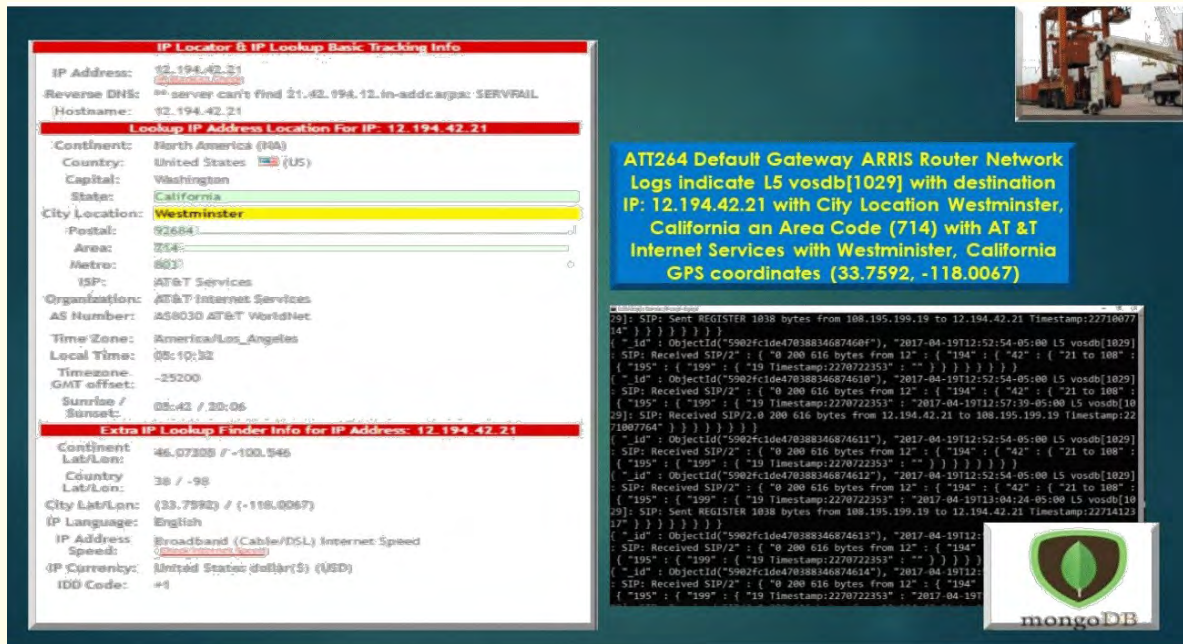 IP Locator & IP Lookup Basic Tracking Info
IP Address: 12.194.42.21
Reverse DNS: ** server can't find 21.42.194.12.in-addr.arpa: SERVFAIL
Hostname: 12.194.42.21
Lookup IP Address Location For IP: 12.194.42.21
Continent: North America (NA)
Country: United States (US)
Capital: Washington
State: California
City Location: Westminster
Postal: 92684
Area: 714
Metro: 803
ISP: AT&T Services
Organization: AT&T Internet Services
AS Number: AS8030 AT&T WorldNet
Time Zone: America/Los_Angeles
Local Time: 05:10:32
Timezone GMT offset: -25200
Sunrise / Sunset: 05:42 / 20:06
Extra IP Lookup Finder Info for IP Address: 12.194.42.21
Continent Lat/Lon: 46.07305 / -100.546
Country Lat/Lon: 38 / -98
City Lat/Lon: (33.7592) / (-118.0067)
IP Language: English
IP Address Speed: Broadband (Cable/DSL) Internet Speed
IP Currency: United States dollar($) (USD)
IDD Code: +1
ATT264 Default Gateway ARRIS Router Network
Logs indicate L5 vosdb[1029] with destination
IP: 12.194.42.21 with City Location Westminster,
California an Area Code (714) with AT &T
Internet Services with Westminister, California
GPS coordinates (33.7592, -118.0067)
29]: SIP: Sent REGISTER 1038 bytes from 108.195.199.19 to 12.194.42.21 Timestamp:22710077
14" } } } } } } } }
{ "_id" : ObjectId("5902fc1de47038834687460f"), "2017-04-19T12:52:54-05:00 L5 vosdb[1029]
: SIP: Received SIP/2" : { "0 200 616 bytes from 12" : { "194" : { "42" : { "21 to 108" :
{ "195" : { "199" : { "19 Timestamp:2270722353" : "" } } } } } } } }
{ "_id" : ObjectId("5902fc1de470388346874610"), "2017-04-19T12:52:54-05:00 L5 vosdb[1029]
: SIP: Received SIP/2" : { "0 200 616 bytes from 12" : { "194" : { "42" : { "21 to 108" :
{ "195" : { "199" : { "19 Timestamp:2270722353" : "2017-04-19T12:57:39-05:00 L5 vosdb[10
29]: SIP: Received SIP/2.0 200 616 bytes from 12.194.42.21 to 108.195.199.19 Timestamp:22
71007764" } } } } } } } }
{ "_id" : ObjectId("5902fc1de470388346874611"), "2017-04-19T12:52:54-05:00 L5 vosdb[1029]
: SIP: Received SIP/2" : { "0 200 616 bytes from 12" : { "194" : { "42" : { "21 to 108" :
{ "195" : { "199" : { "19 Timestamp:2270722353" : "" } } } } } } } }
{ "_id" : ObjectId("5902fc1de470388346874612"), "2017-04-19T12:52:54-05:00 L5 vosdb[1029]
: SIP: Received SIP/2" : { "0 200 616 bytes from 12" : { "194" : { "42" : { "21 to 108" :
{ "195" : { "199" : { "19 Timestamp:2270722353" : "2017-04-19T13:04:24-05:00 L5 vosdb[10
29]: SIP: Sent REGISTER 1038 bytes from 108.195.199.19 to 12.194.42.21 Timestamp:22714123
17" } } } } } } } }
{ "_id" : ObjectId("5902fc1de470388346874613"), "2017-04-19T12:
: SIP: Received SIP/2" : { "0 200 616 bytes from 12" : { "194"
{ "195" : { "199" : { "19 Timestamp:2270722353" : "" } } } }
{ "_id" : ObjectId("5902fc1de470388346874614"), "2017-04-19T12:
: SIP: Received SIP/2" : { "0 200 616 bytes from 12" : { "194"
{ "195" : { "199" : { "19 Timestamp:2270722353" : "2017-04-19T
mongoDB